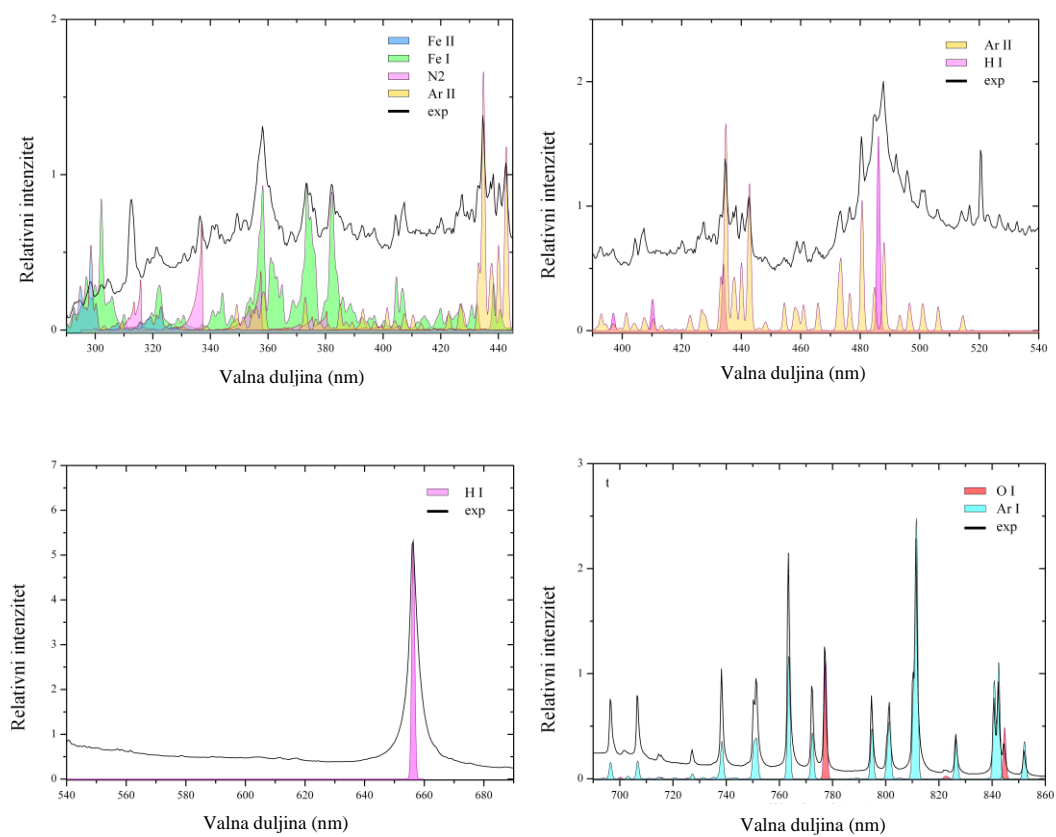 Relativni intenzitet
2
1
0
Fe II
Fe I
N2
Ar II
exp
300 320 340 360 380 400 420 440
Valna duljina (nm)
Relativni intenzitet
2
1
0
Ar II
H I
exp
400 420 440 460 480 500 520 540
Valna duljina (nm)
Relativni intenzitet
7
6
5
4
3
2
1
0
H I
exp
540 560 580 600 620 640 660 680
Valna duljina (nm)
Relativni intenzitet
3
2
1
0
t
O I
Ar I
exp
700 720 740 760 780 800 820 840 860
Valna duljina (nm)